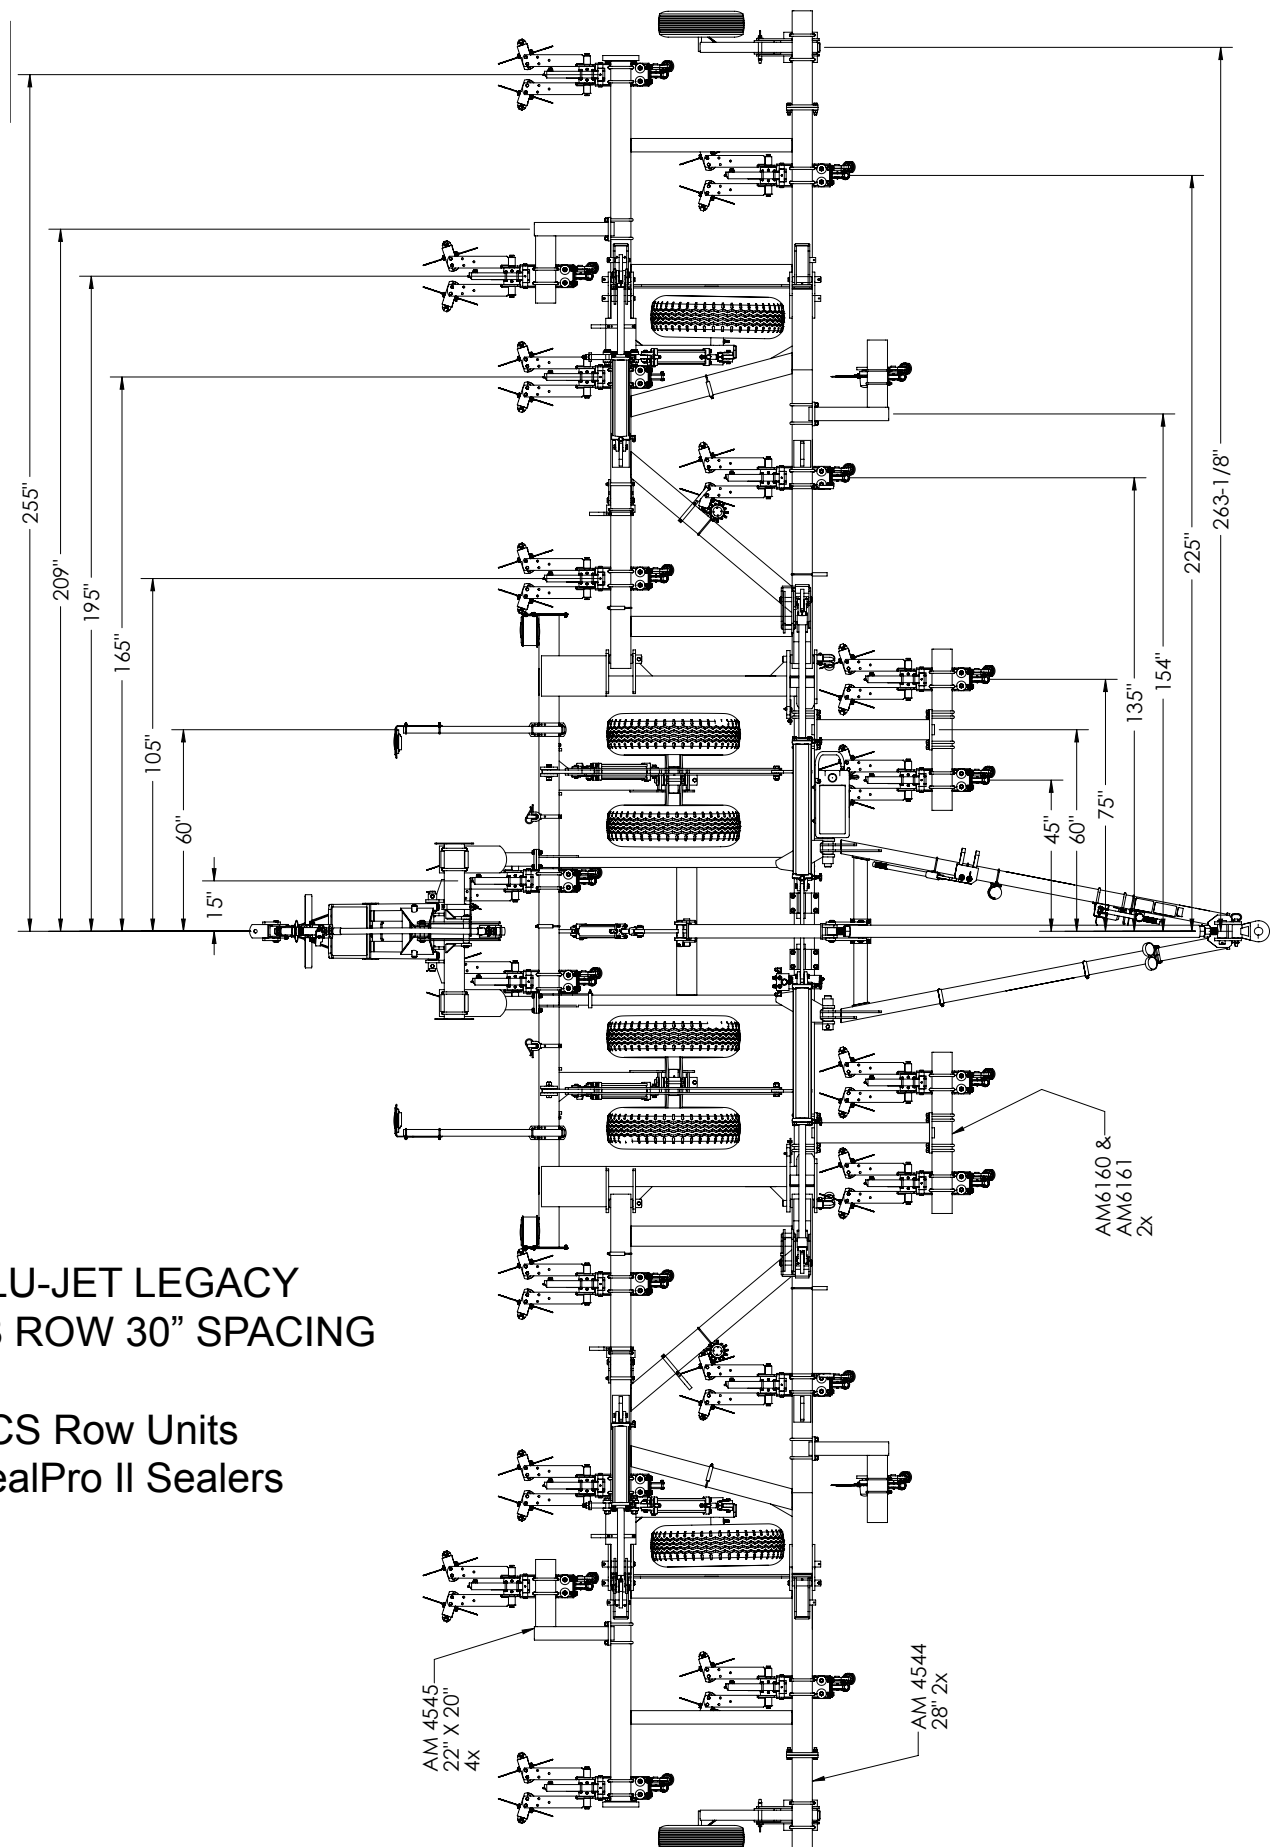 255"
209"
195"
165"
105"
60"
15"
263-1/8"
225"
154"
135"
75"
60"
45"
AM6160 &
AM6161
2x
LU-JET LEGACY
ROW 30” SPACING
CS Row Units
ealPro II Sealers
AM 4545
22" X 20"
4x
AM 4544
28" 2x